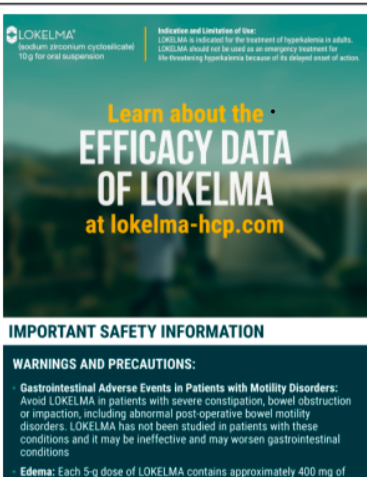 LOKELMA®
(sodium zirconium cyclosilicate)
10 g for oral suspension
Indication and Limitation of Use:
LOKELMA is indicated for the treatment of hyperkalemia in adults.
LOKELMA should not be used as an emergency treatment for
life-threatening hyperkalemia because of its delayed onset of action.
Learn about the
EFFICACY DATA
OF LOKELMA
at lokelma-hcp.com
IMPORTANT SAFETY INFORMATION
WARNINGS AND PRECAUTIONS:
• Gastrointestinal Adverse Events in Patients with Motility Disorders:
Avoid LOKELMA in patients with severe constipation, bowel obstruction
or impaction, including abnormal post-operative bowel motility
disorders. LOKELMA has not been studied in patients with these
conditions and it may be ineffective and may worsen gastrointestinal
conditions
• Edema: Each 5-g dose of LOKELMA contains approximately 400 mg of